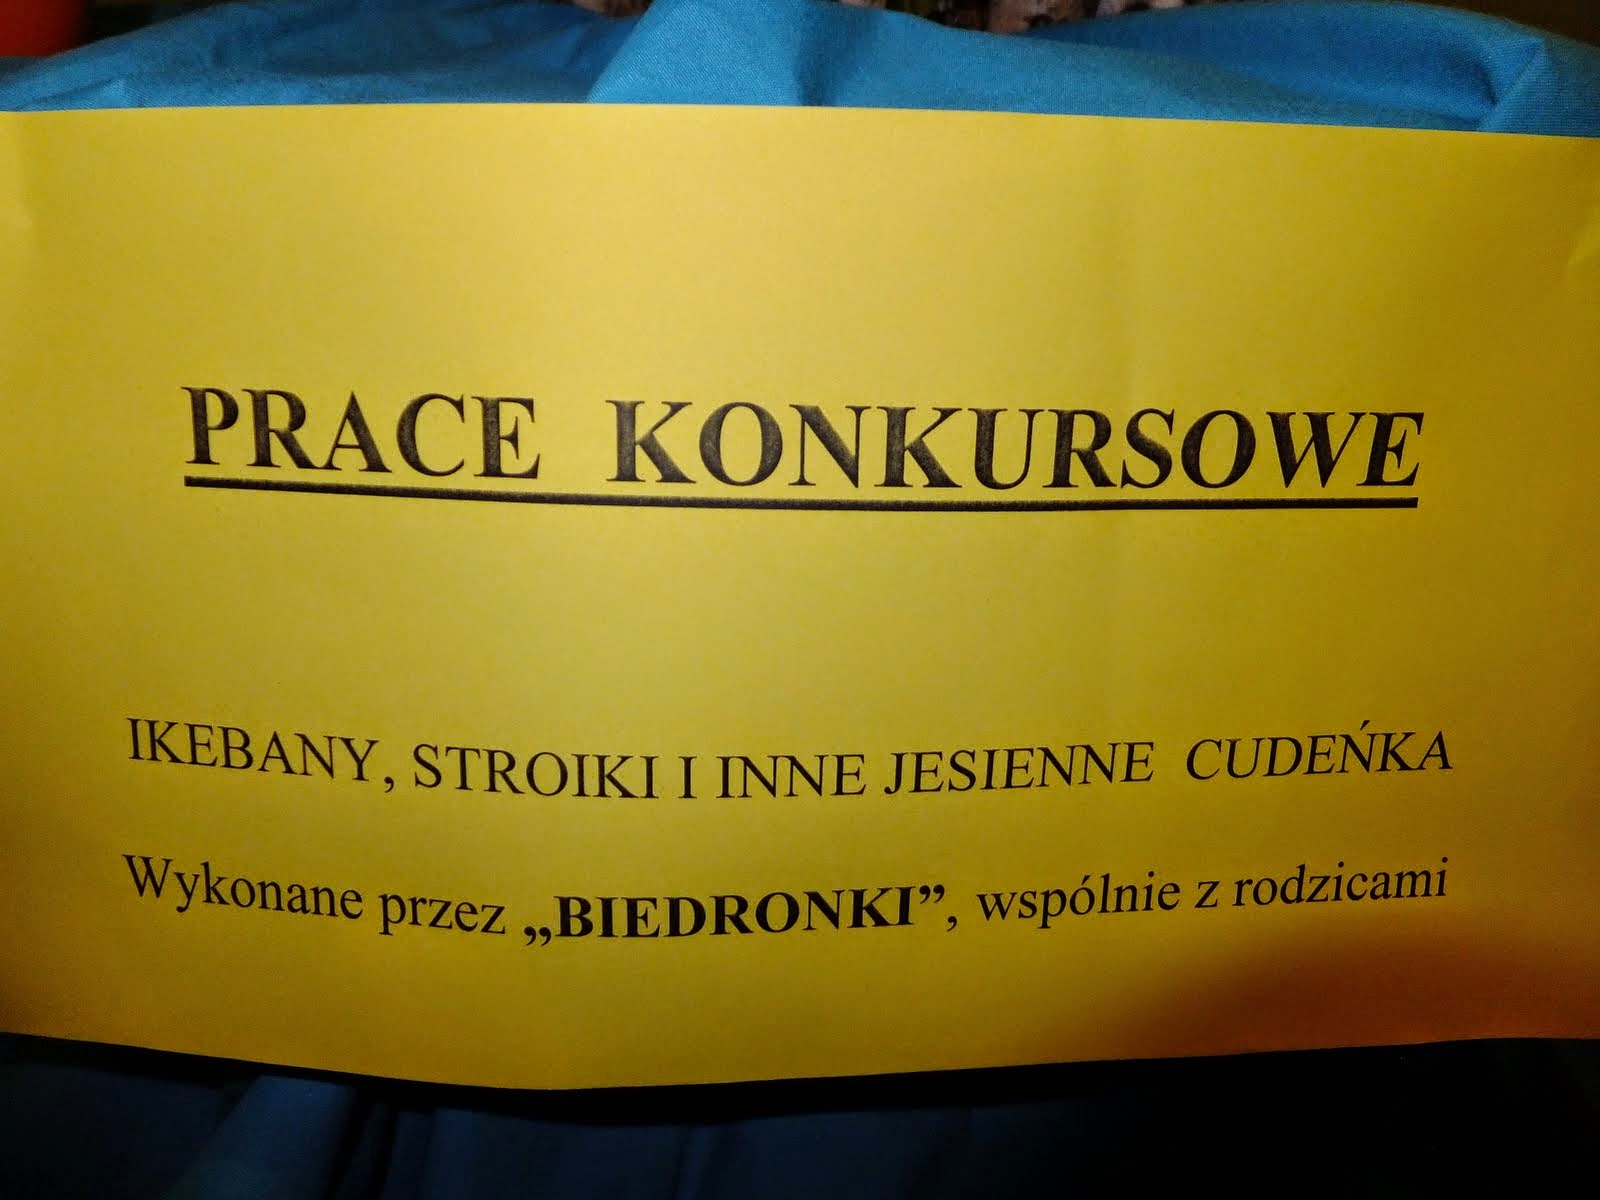 PRACE KONKURSOWE
IKEBANY, STROIKI I INNE JESIENNE CUDEŃKA
Wykonane przez „BIEDRONKI”, wspólnie z rodzicami